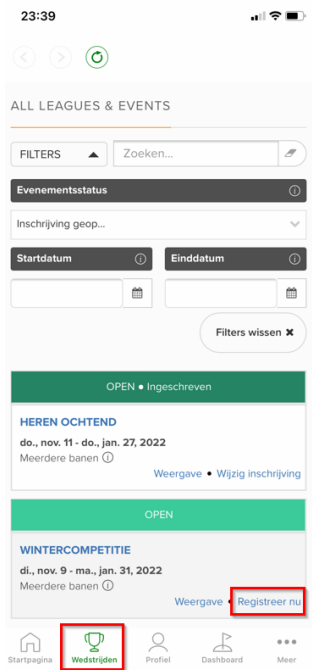 23:39
ALL LEAGUES & EVENTS
FILTERS Zoeken...
Evenementsstatus
Inschrijving geop...
Startdatum Einddatum
Filters wissen ✖
OPEN • Ingeschreven
HEREN OCHTEND
do., nov. 11 - do., jan. 27, 2022
Meerdere banen
Weergave • Wijzig inschrijving
OPEN
WINTERCOMPETITIE
di., nov. 9 - ma., jan. 31, 2022
Meerdere banen
Weergave • Registreer nu
Startpagina Wedstrijden Profiel Dashboard Meer